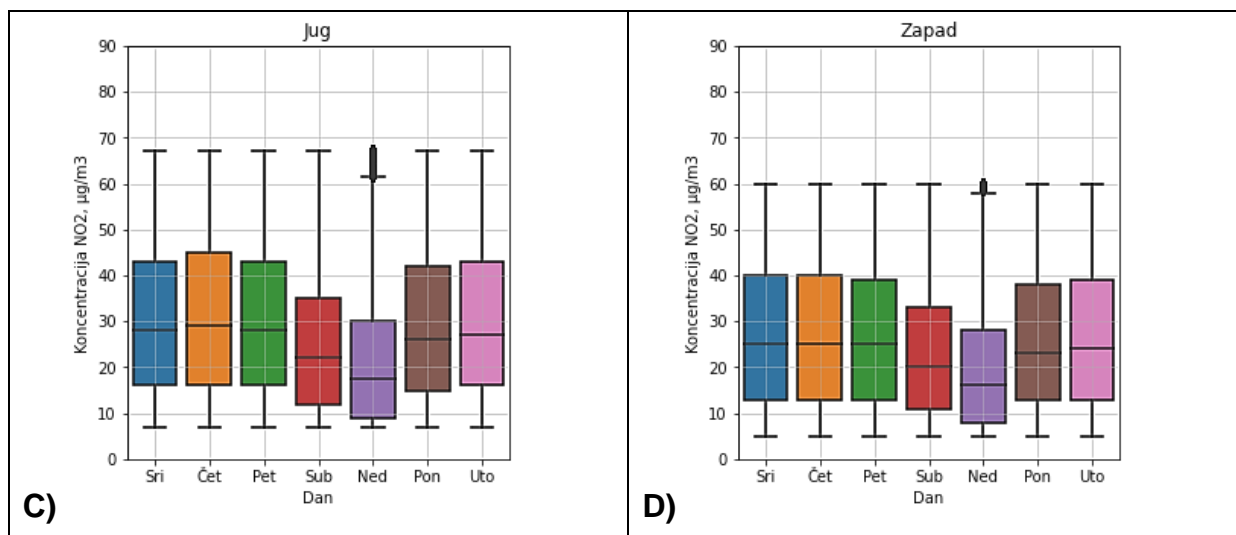 Jug
90
80
70
60
50
40
30
20
10
0
Koncentracija NO2, µg/m3
Sri Čet Pet Sub Ned Pon Uto
Dan
C)
Zapad
90
80
70
60
50
40
30
20
10
0
Koncentracija NO2, µg/m3
Sri Čet Pet Sub Ned Pon Uto
Dan
D)